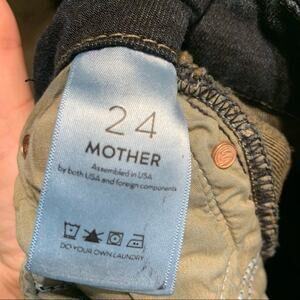 24
MOTHER
Assembled in USA
by both USA and foreign components
DO YOUR OWN LAUNDRY